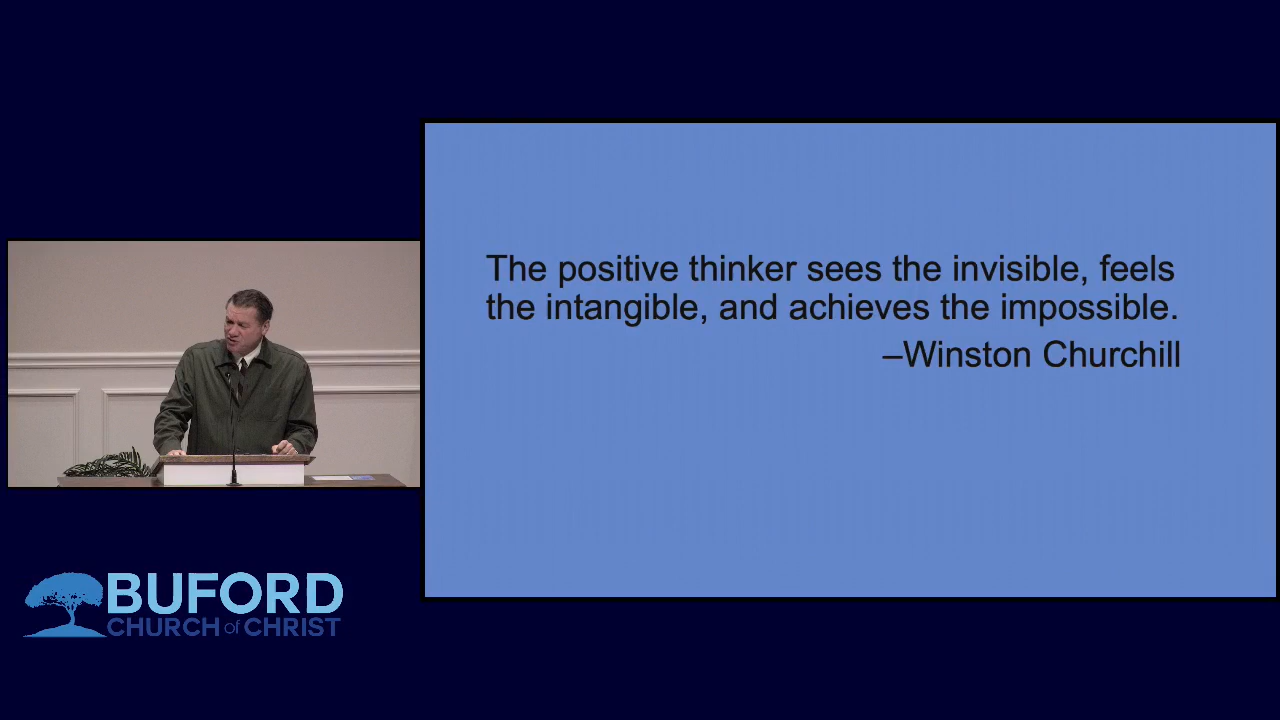 The positive thinker sees the invisible, feels
the intangible, and achieves the impossible.
–Winston Churchill
BUFORD
CHURCH of CHRIST